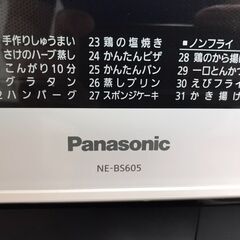 手作りしゅうまい 23 鶏の塩焼き ■ノンフライ
さけのハーブ蒸し 24 かんたんピザ 28 鶏のから揚
こんがり10分 25 かんたんパン 29 一口とんかつ
グラタン 26 蒸しプリン 30 えびフライ
ハンバーグ 27 スポンジケーキ 31 かき揚げ
Panasonic
NE-BS605